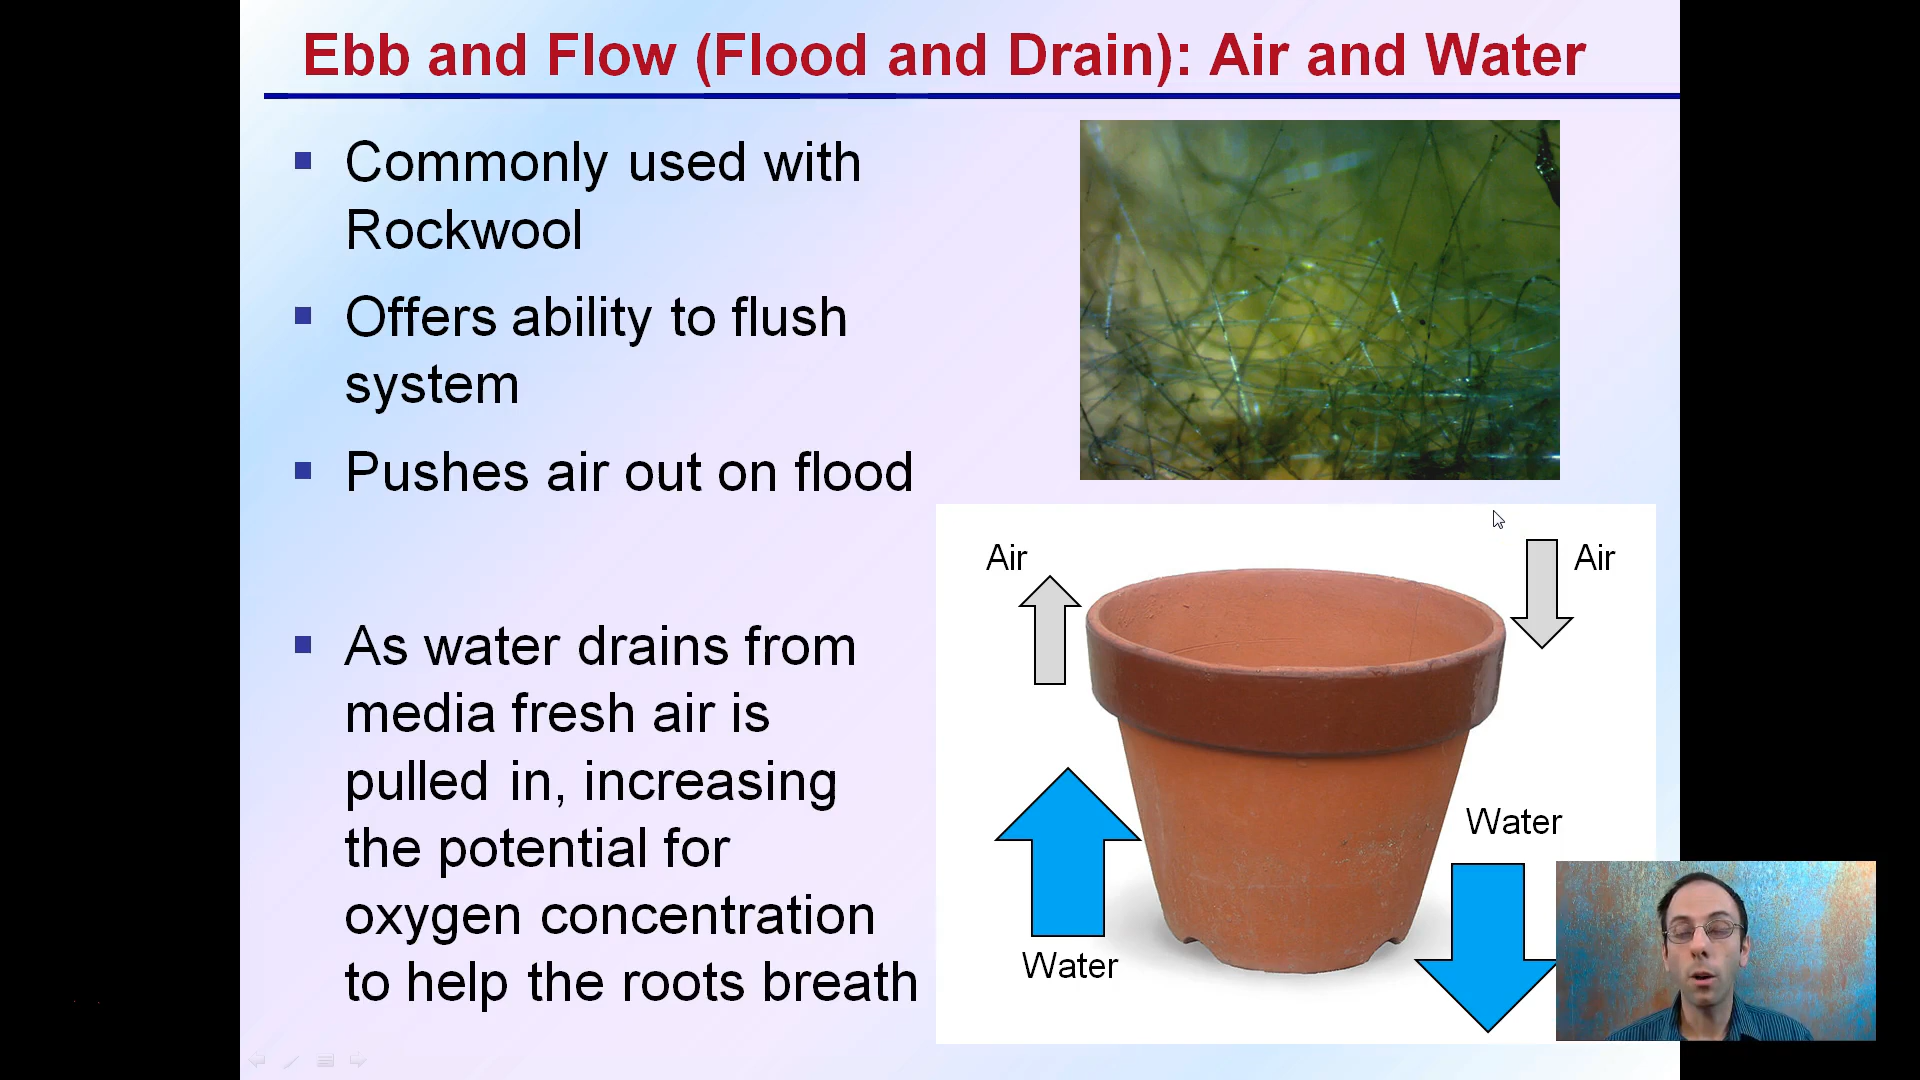 Ebb and Flow (Flood and Drain): Air and Water
Commonly used with
Rockwool
Offers ability to flush
system
Pushes air out on flood
As water drains from
media fresh air is
pulled in, increasing
the potential for
oxygen concentration
to help the roots breath
Air
Air
Water
Water